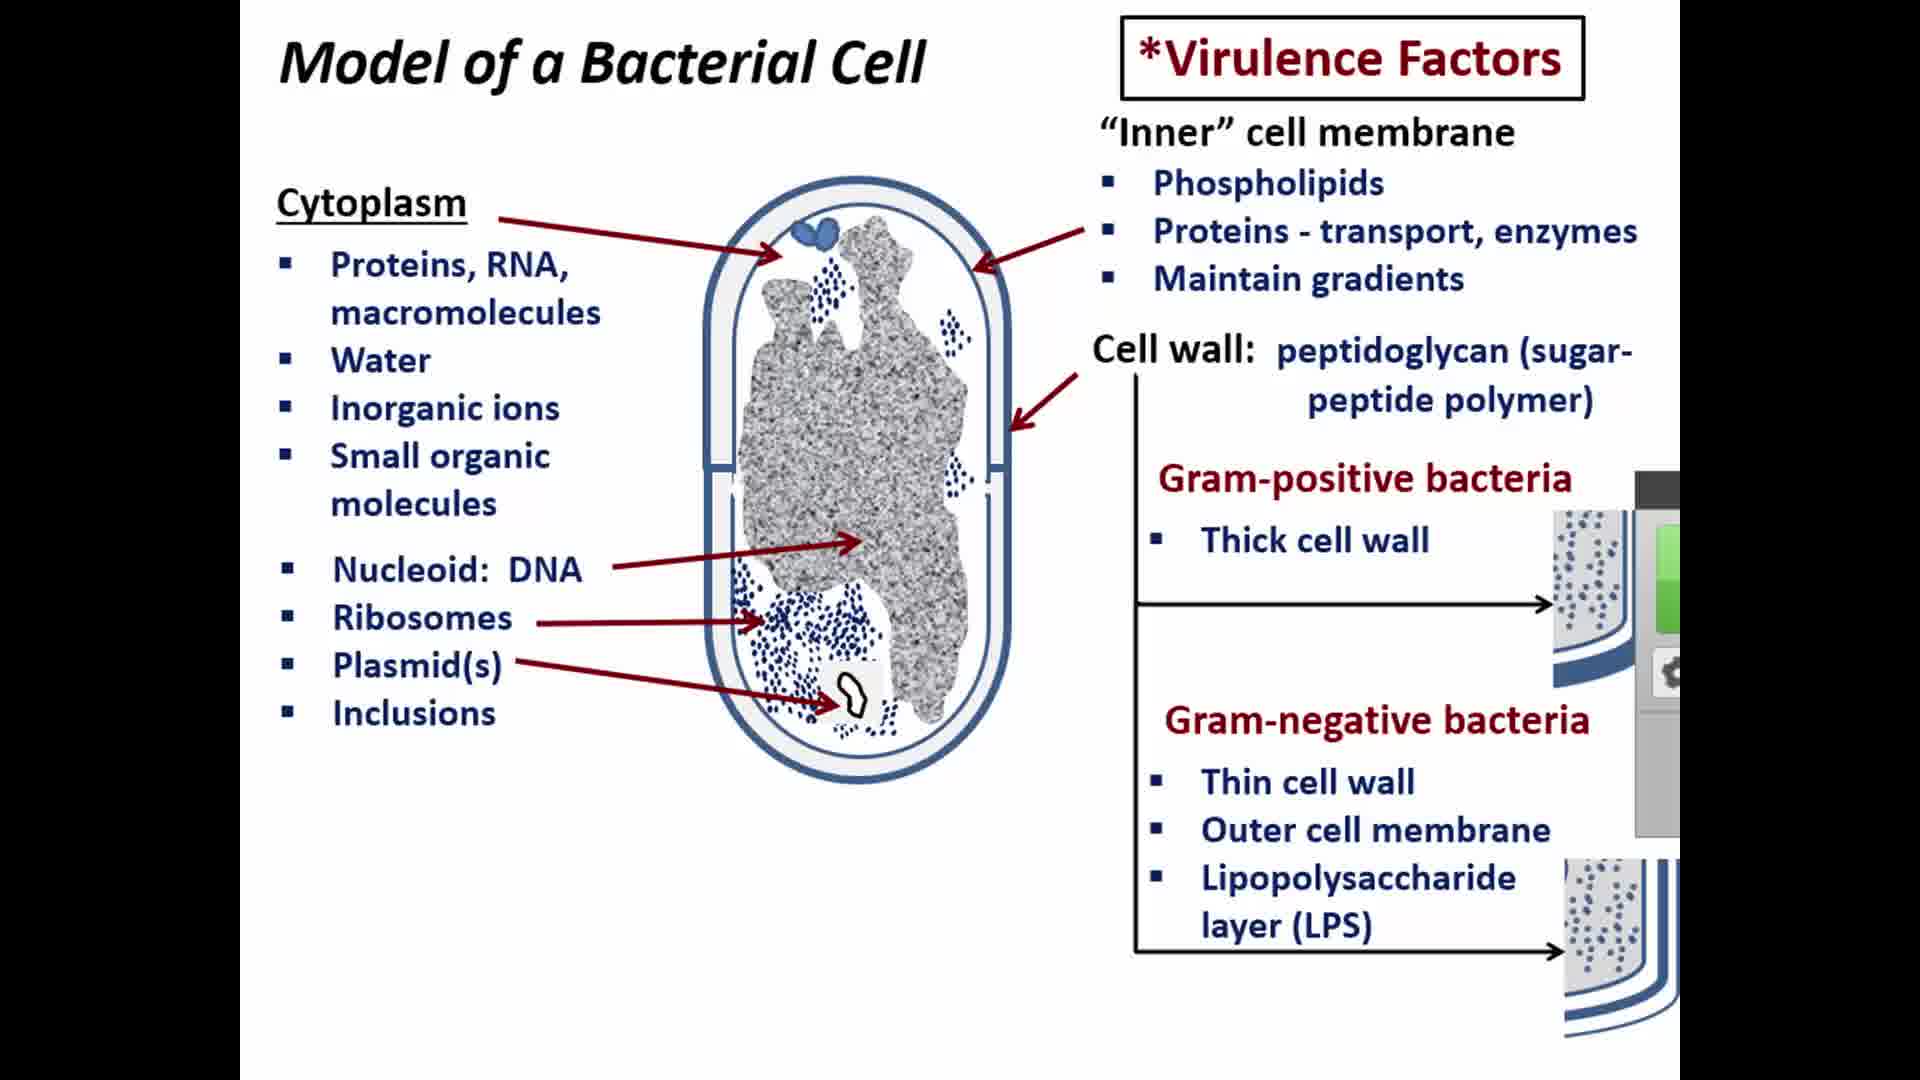 Model of a Bacterial Cell
*Virulence Factors
Cytoplasm
▪ Proteins, RNA,
macromolecules
▪ Water
▪ Inorganic ions
▪ Small organic
molecules
▪ Nucleoid: DNA
▪ Ribosomes
▪ Plasmid(s)
▪ Inclusions
“Inner” cell membrane
▪ Phospholipids
▪ Proteins - transport, enzymes
▪ Maintain gradients
Cell wall: peptidoglycan (sugar-
peptide polymer)
Gram-positive bacteria
▪ Thick cell wall
Gram-negative bacteria
▪ Thin cell wall
▪ Outer cell membrane
▪ Lipopolysaccharide
layer (LPS)